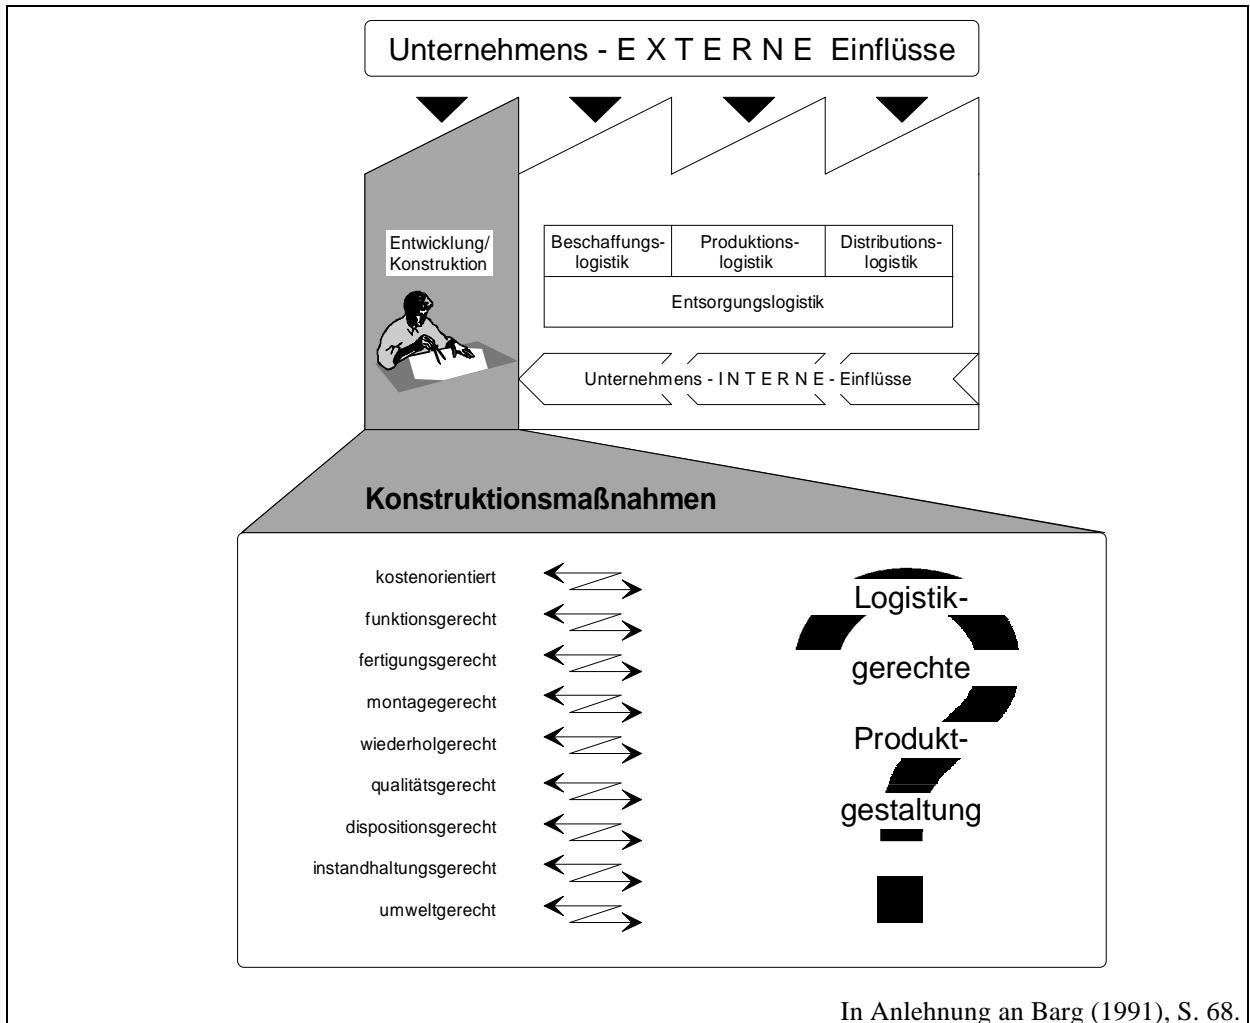 Unternehmens - E X T E R N E Einflüsse
Entwicklung/
Konstruktion
Beschaffungs-
logistik
Produktions-
logistik
Distributions-
logistik
Entsorgungslogistik
Unternehmens - I N T E R N E - Einflüsse
Konstruktionsmaßnahmen
kostenorientiert
funktionsgerecht
fertigungsgerecht
montagegerecht
wiederholgerecht
qualitätsgerecht
dispositionsgerecht
instandhaltungsgerecht
umweltgerecht
Logistik-
gerechte
Produkt-
gestaltung
In Anlehnung an Barg (1991), S. 68.